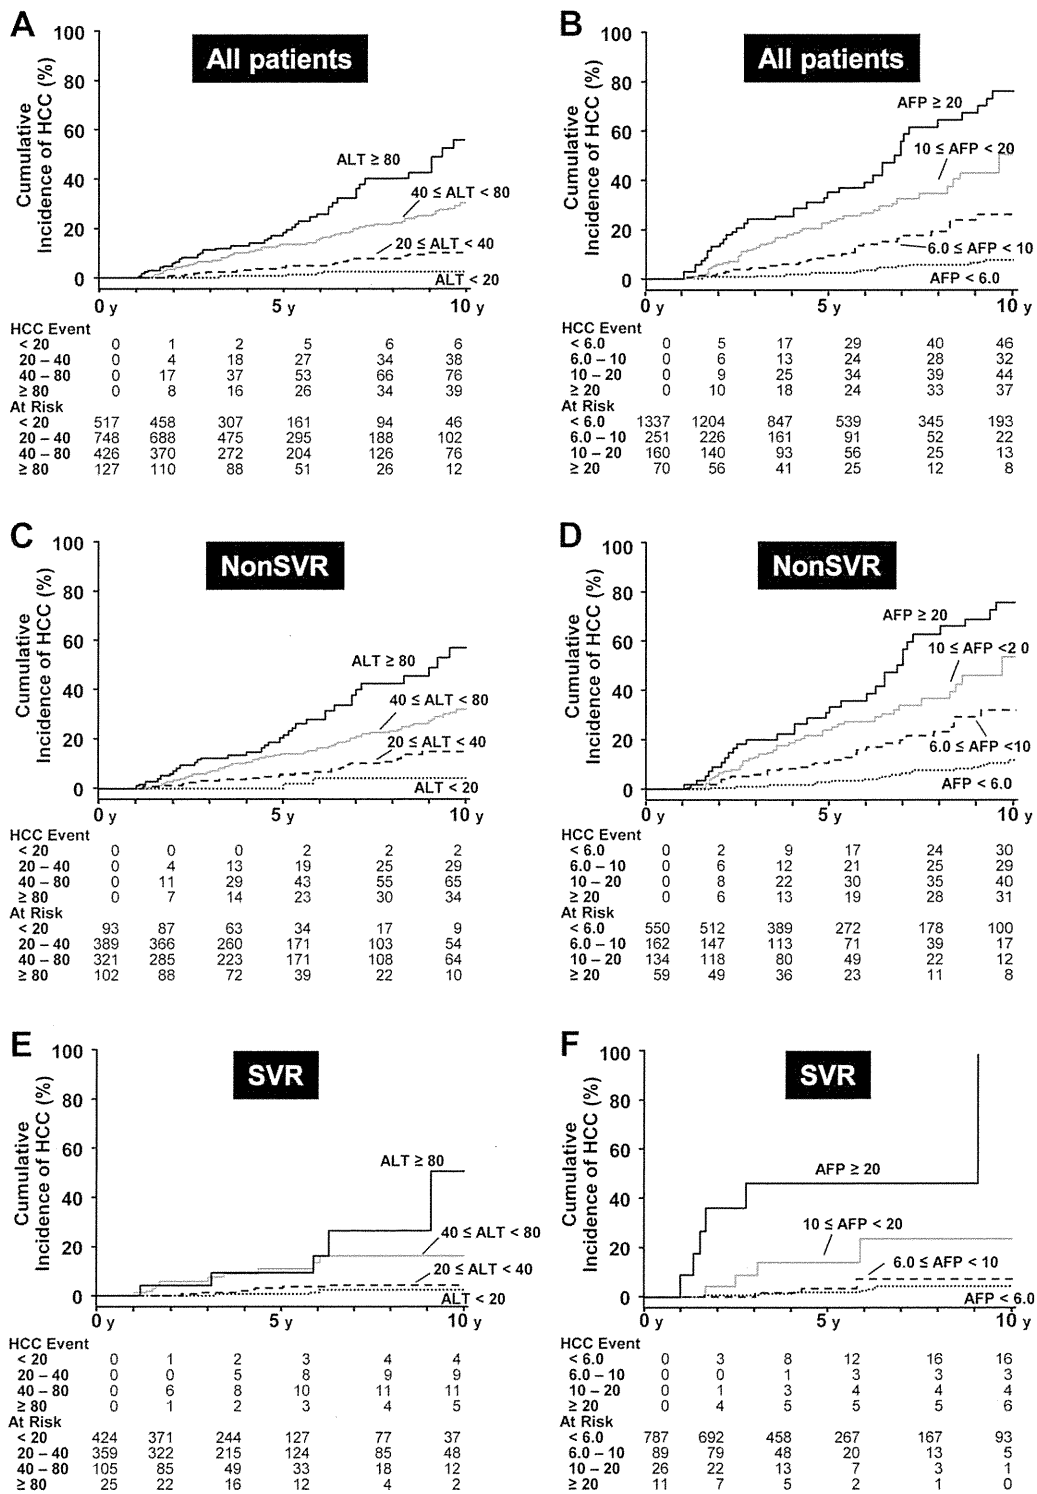 A
All patients
Cumulative
Incidence of HCC (%)
100
80
60
40
20
0
ALT ≥ 80
40 ≤ ALT < 80
20 ≤ ALT < 40
ALT < 20
0 y
5 y
10 y
HCC Event
< 20 0 1 2 5 6 6
20 – 40 0 4 18 27 34 38
40 – 80 0 17 37 53 66 76
≥ 80 0 8 16 26 34 39
At Risk
< 20 517 458 307 161 94 46
20 – 40 748 688 475 295 188 102
40 – 80 426 370 272 204 126 76
≥ 80 127 110 88 51 26 12
B
All patients
Cumulative
Incidence of HCC (%)
100
80
60
40
20
0
AFP ≥ 20
10 ≤ AFP < 20
6.0 ≤ AFP < 10
AFP < 6.0
0 y
5 y
10 y
HCC Event
< 6.0 0 5 17 29 40 46
6.0 – 10 0 6 13 24 28 32
10 – 20 0 9 25 34 39 44
≥ 20 0 10 18 24 33 37
At Risk
< 6.0 1337 1204 847 539 345 193
6.0 – 10 251 226 161 91 52 22
10 – 20 160 140 93 56 25 13
≥ 20 70 56 41 25 12 8
C
NonSVR
Cumulative
Incidence of HCC (%)
100
80
60
40
20
0
ALT ≥ 80
40 ≤ ALT < 80
20 ≤ ALT < 40
ALT < 20
0 y
5 y
10 y
HCC Event
< 20 0 0 0 2 2 2
20 – 40 0 4 13 19 25 29
40 – 80 0 11 29 43 55 65
≥ 80 0 7 14 23 30 34
At Risk
< 20 93 87 63 34 17 9
20 – 40 389 366 260 171 103 54
40 – 80 321 285 223 171 108 64
≥ 80 102 88 72 39 22 10
D
NonSVR
Cumulative
Incidence of HCC (%)
100
80
60
40
20
0
AFP ≥ 20
10 ≤ AFP <2 0
6.0 ≤ AFP <10
AFP < 6.0
0 y
5 y
10 y
HCC Event
< 6.0 0 2 9 17 24 30
6.0 – 10 0 6 12 21 25 29
10 – 20 0 8 22 30 35 40
≥ 20 0 6 13 19 28 31
At Risk
< 6.0 550 512 389 272 178 100
6.0 – 10 162 147 113 71 39 17
10 – 20 134 118 80 49 22 12
≥ 20 59 49 36 23 11 8
E
SVR
Cumulative
Incidence of HCC (%)
100
80
60
40
20
0
ALT ≥ 80
40 ≤ ALT < 80
20 ≤ ALT < 40
ALT < 20
0 y
5 y
10 y
HCC Event
< 20 0 1 2 3 4 4
20 – 40 0 0 5 8 9 9
40 – 80 0 6 8 10 11 11
≥ 80 0 1 2 3 4 5
At Risk
< 20 424 371 244 127 77 37
20 – 40 359 322 215 124 85 48
40 – 80 105 85 49 33 18 12
≥ 80 25 22 16 12 4 2
F
SVR
Cumulative
Incidence of HCC (%)
100
80
60
40
20
0
AFP ≥ 20
10 ≤ AFP < 20
6.0 ≤ AFP < 10
AFP < 6.0
0 y
5 y
10 y
HCC Event
< 6.0 0 3 8 12 16 16
6.0 – 10 0 0 1 3 3 3
10 – 20 0 1 3 4 4 4
≥ 20 0 4 5 5 5 6
At Risk
< 6.0 787 692 458 267 167 93
6.0 – 10 89 79 48 20 13 5
10 – 20 26 22 13 7 3 1
≥ 20 11 7 5 2 1 0